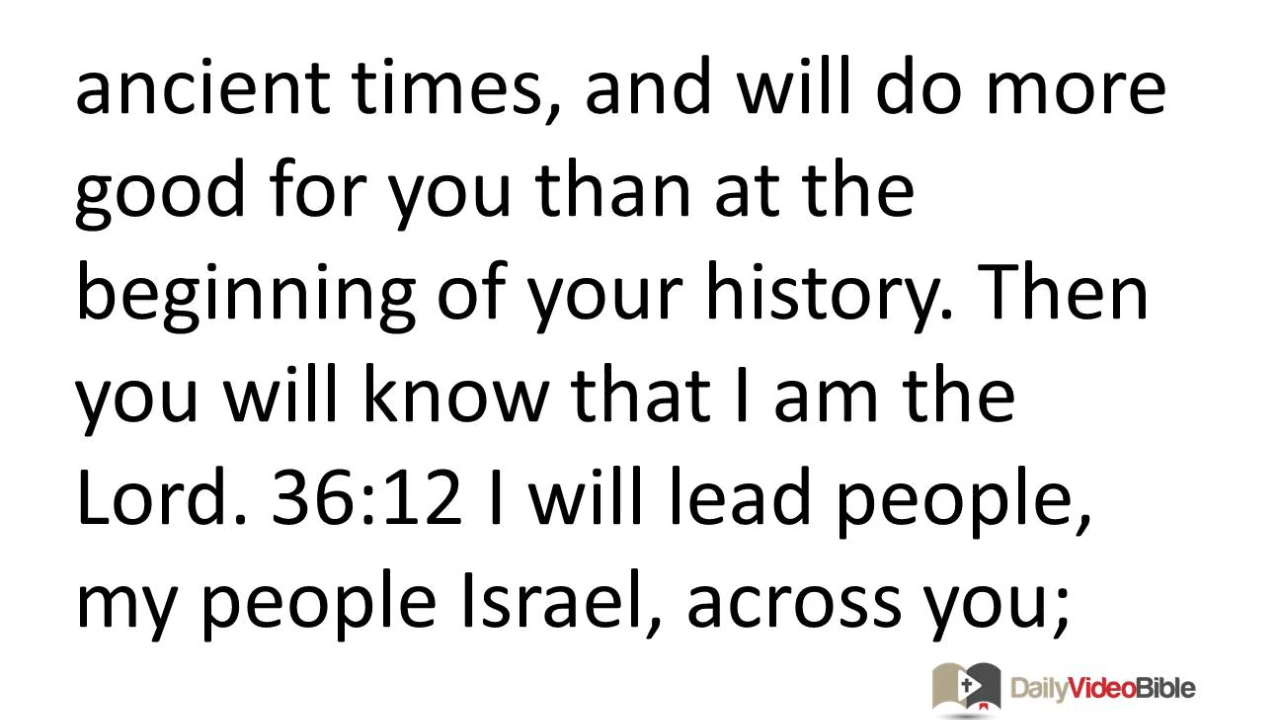 ancient times, and will do more
good for you than at the
beginning of your history. Then
you will know that I am the
Lord. 36:12 I will lead people,
my people Israel, across you;
DailyVideoBible